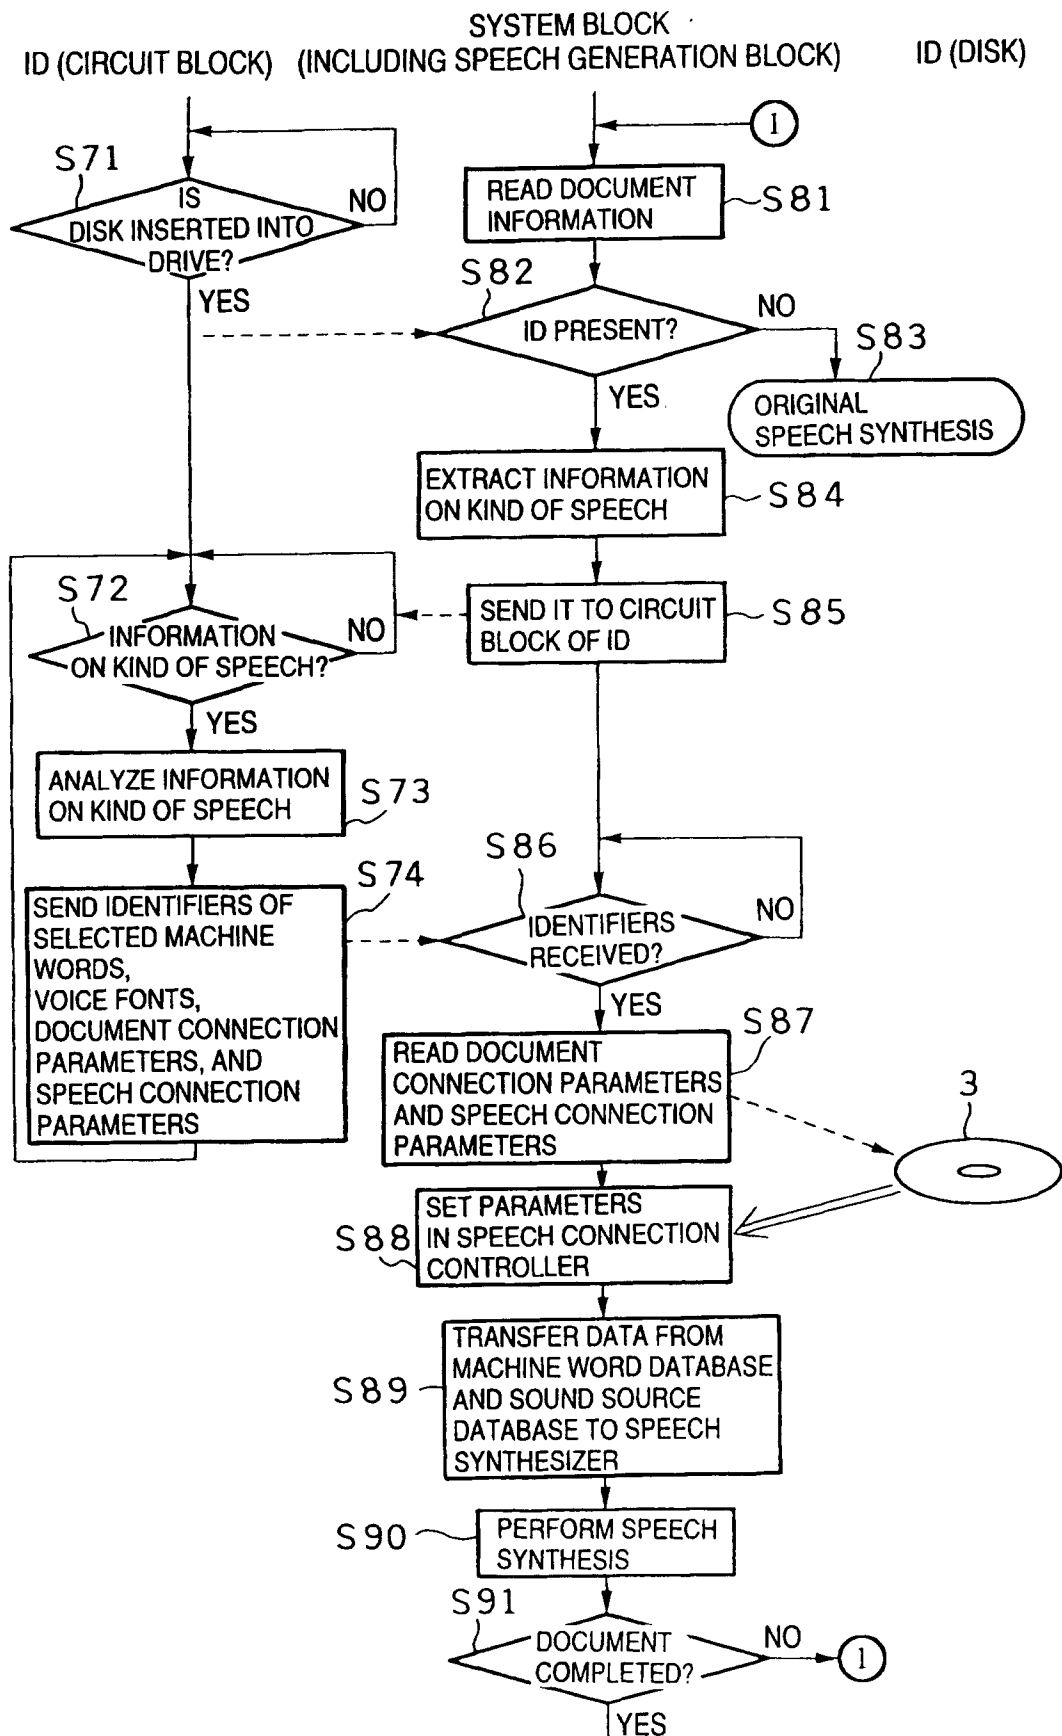 SYSTEM BLOCK
ID (CIRCUIT BLOCK) (INCLUDING SPEECH GENERATION BLOCK) ID (DISK)
1
S71
IS
DISK INSERTED INTO
DRIVE?
NO
YES
READ DOCUMENT
INFORMATION
S81
S82
ID PRESENT?
NO
YES
S83
ORIGINAL
SPEECH SYNTHESIS
EXTRACT INFORMATION
ON KIND OF SPEECH
S84
S72
INFORMATION
ON KIND OF SPEECH?
NO
YES
SEND IT TO CIRCUIT
BLOCK OF ID
S85
ANALYZE INFORMATION
ON KIND OF SPEECH
S73
S74
SEND IDENTIFIERS OF
SELECTED MACHINE
WORDS,
VOICE FONTS,
DOCUMENT CONNECTION
PARAMETERS, AND
SPEECH CONNECTION
PARAMETERS
S86
IDENTIFIERS
RECEIVED?
NO
YES
S87
READ DOCUMENT
CONNECTION PARAMETERS
AND SPEECH CONNECTION
PARAMETERS
3
S88
SET PARAMETERS
IN SPEECH CONNECTION
CONTROLLER
S89
TRANSFER DATA FROM
MACHINE WORD DATABASE
AND SOUND SOURCE
DATABASE TO SPEECH
SYNTHESIZER
S90
PERFORM SPEECH
SYNTHESIS
S91
DOCUMENT
COMPLETED?
NO
1
YES